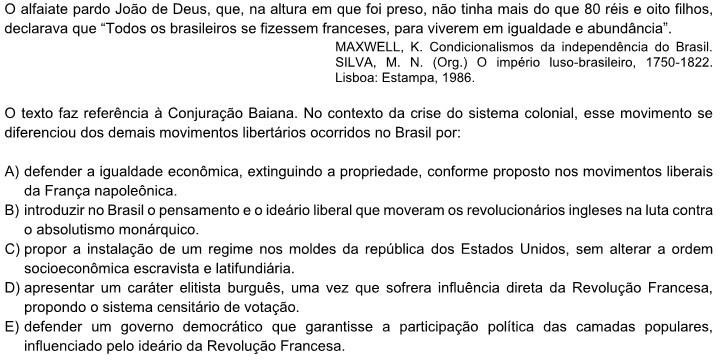 O alfaiate pardo João de Deus, que, na altura em que foi preso, não tinha mais do que 80 réis e oito filhos,
declarava que “Todos os brasileiros se fizessem franceses, para viverem em igualdade e abundância”.
MAXWELL, K. Condicionalismos da independência do Brasil.
SILVA, M. N. (Org.) O império luso-brasileiro, 1750-1822.
Lisboa: Estampa, 1986.
O texto faz referência à Conjuração Baiana. No contexto da crise do sistema colonial, esse movimento se
diferenciou dos demais movimentos libertários ocorridos no Brasil por:
A) defender a igualdade econômica, extinguindo a propriedade, conforme proposto nos movimentos liberais
da França napoleônica.
B) introduzir no Brasil o pensamento e o ideário liberal que moveram os revolucionários ingleses na luta contra
o absolutismo monárquico.
C) propor a instalação de um regime nos moldes da república dos Estados Unidos, sem alterar a ordem
socioeconômica escravista e latifundiária.
D) apresentar um caráter elitista burguês, uma vez que sofrera influência direta da Revolução Francesa,
propondo o sistema censitário de votação.
E) defender um governo democrático que garantisse a participação política das camadas populares,
influenciado pelo ideário da Revolução Francesa.